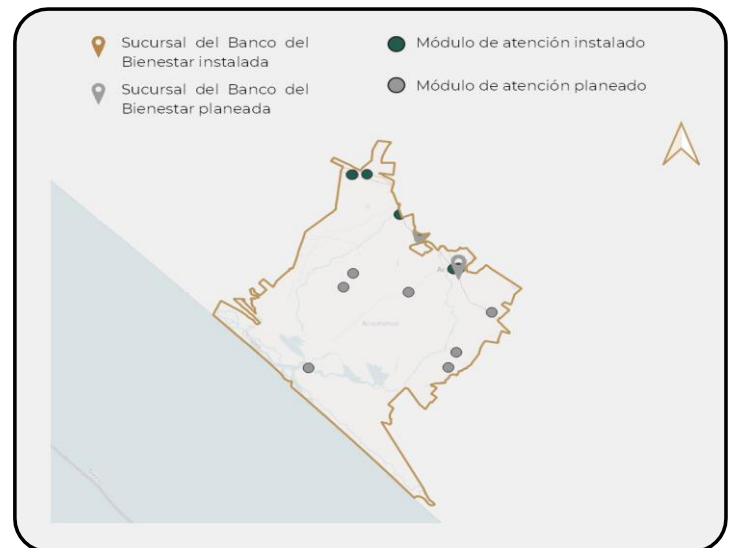 Sucursal del Banco del
Bienestar instalada
Módulo de atención instalado
Sucursal del Banco del
Bienestar planeada
Módulo de atención planeado